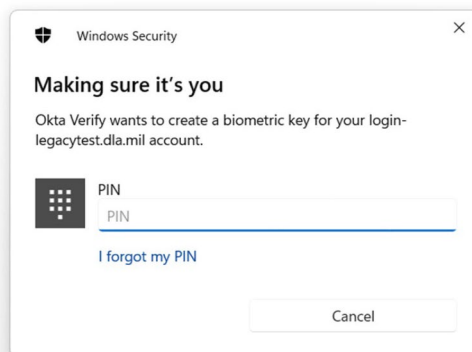 Windows Security
Making sure it's you
Okta Verify wants to create a biometric key for your login-
legacytest.dla.mil account.
PIN
PIN
I forgot my PIN
Cancel